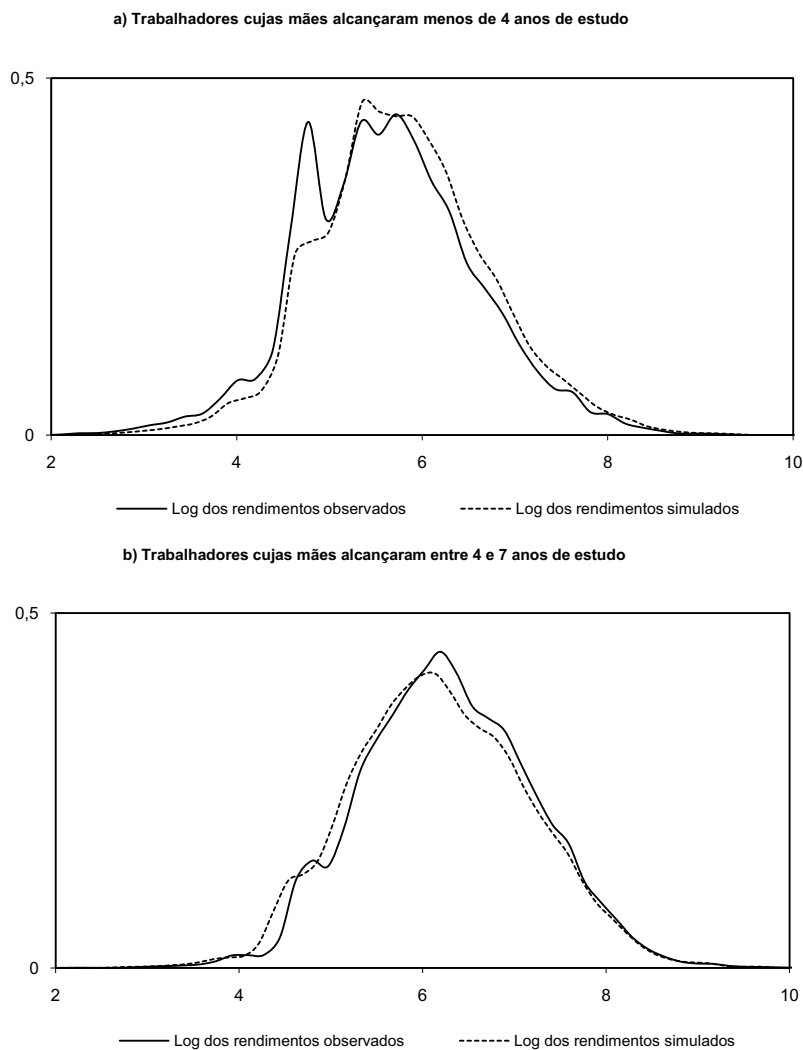 a) Trabalhadores cujas mães alcançaram menos de 4 anos de estudo
0,5
0
2 4 6 8 10
Log dos rendimentos observados Log dos rendimentos simulados
b) Trabalhadores cujas mães alcançaram entre 4 e 7 anos de estudo
0,5
0
2 4 6 8 10
Log dos rendimentos observados Log dos rendimentos simulados